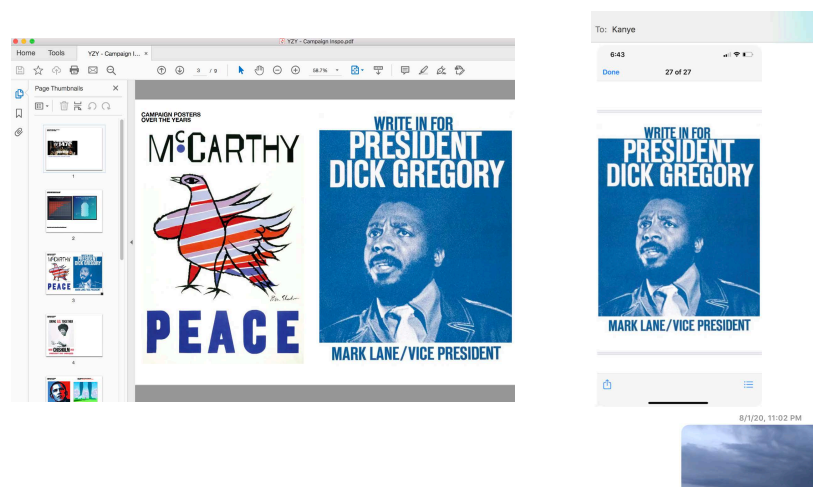 YZY - Campaign inspo.pdf
Home
Tools
YZY - Campaign I...
×
3 / 9
58.7%
Page Thumbnails
×
1
2
3
4
CAMPAIGN POSTERS
OVER THE YEARS
McCARTHY
PEACE
WRITE IN FOR
PRESIDENT
DICK GREGORY
MARK LANE/VICE PRESIDENT
To: Kanye
6:43
Done
27 of 27
WRITE IN FOR
PRESIDENT
DICK GREGORY
MARK LANE/VICE PRESIDENT
8/1/20, 11:02 PM